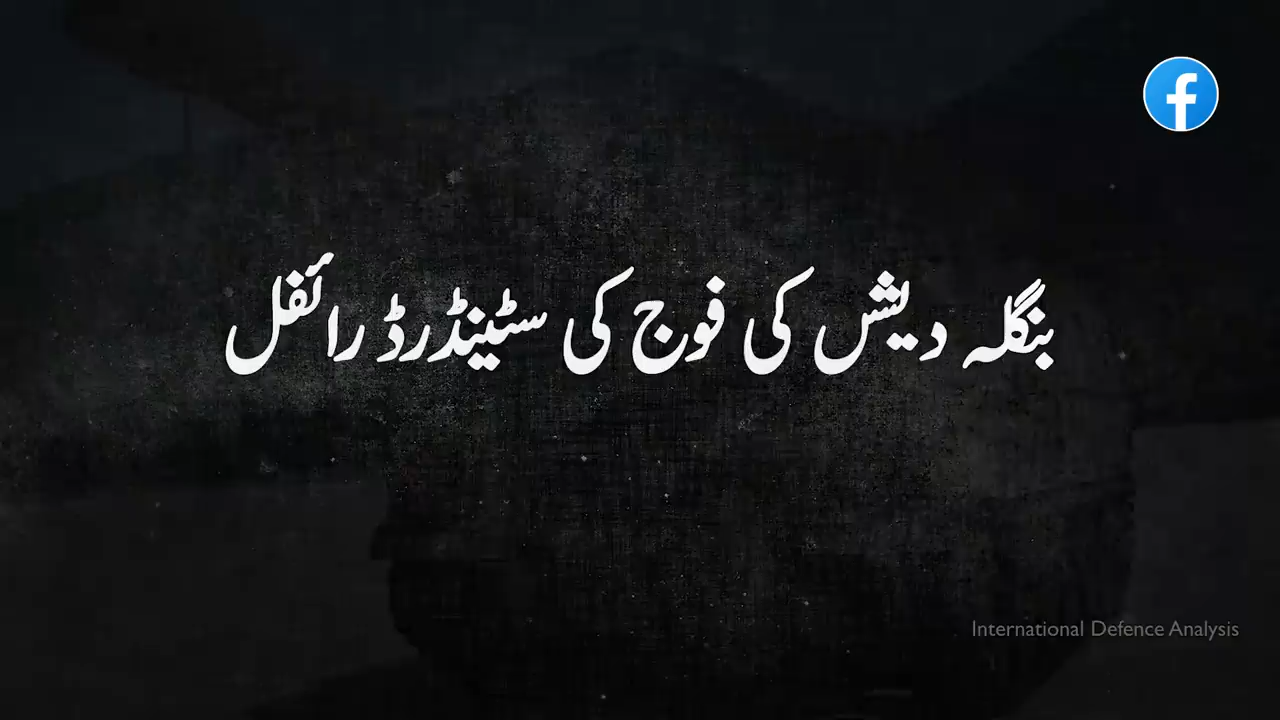 بنگلہ دیش کی فوج کی سٹینڈرڈ رائفل
International Defence Analysis